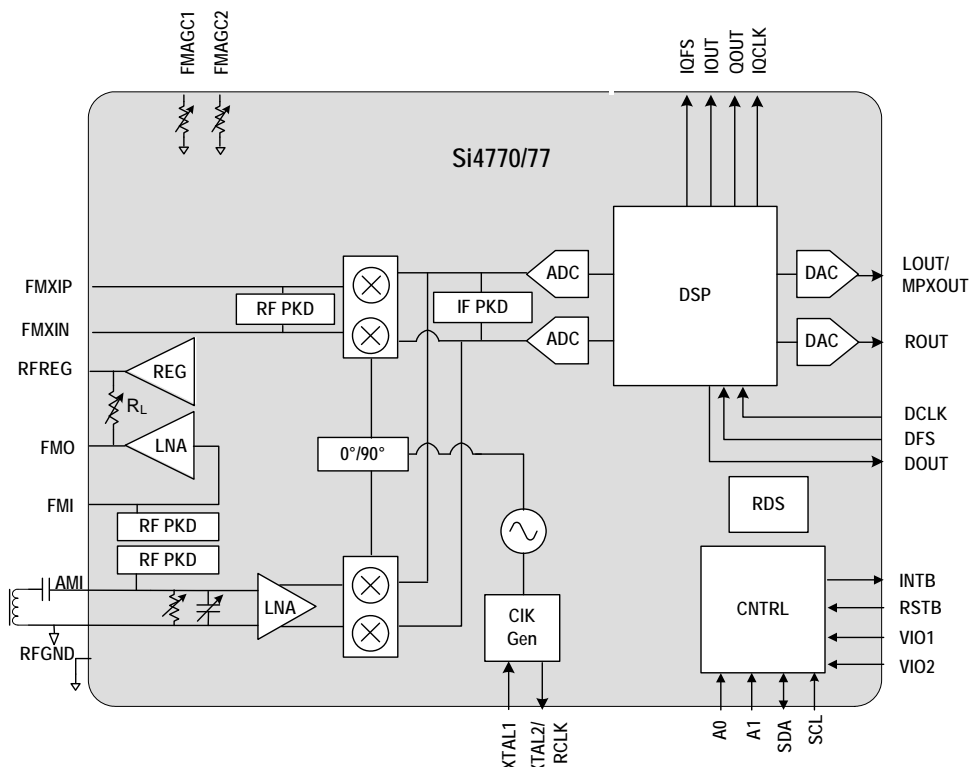 FMAGC1
FMAGC2
IQFS
IOUT
QOUT
IQCLK
Si4770/77
FMXIP
FMXIN
RFREG
FMO
FMI
AMI
RFGND
RF PKD
IF PKD
ADC
ADC
DSP
DAC
DAC
LOUT/
MPXOUT
ROUT
DCLK
DFS
DOUT
REG
RL
LNA
RF PKD
RF PKD
LNA
0°/90°
ClK
Gen
RDS
CNTRL
INTB
RSTB
VIO1
VIO2
XTAL1
XTAL2/
RCLK
A0
A1
SDA
SCL